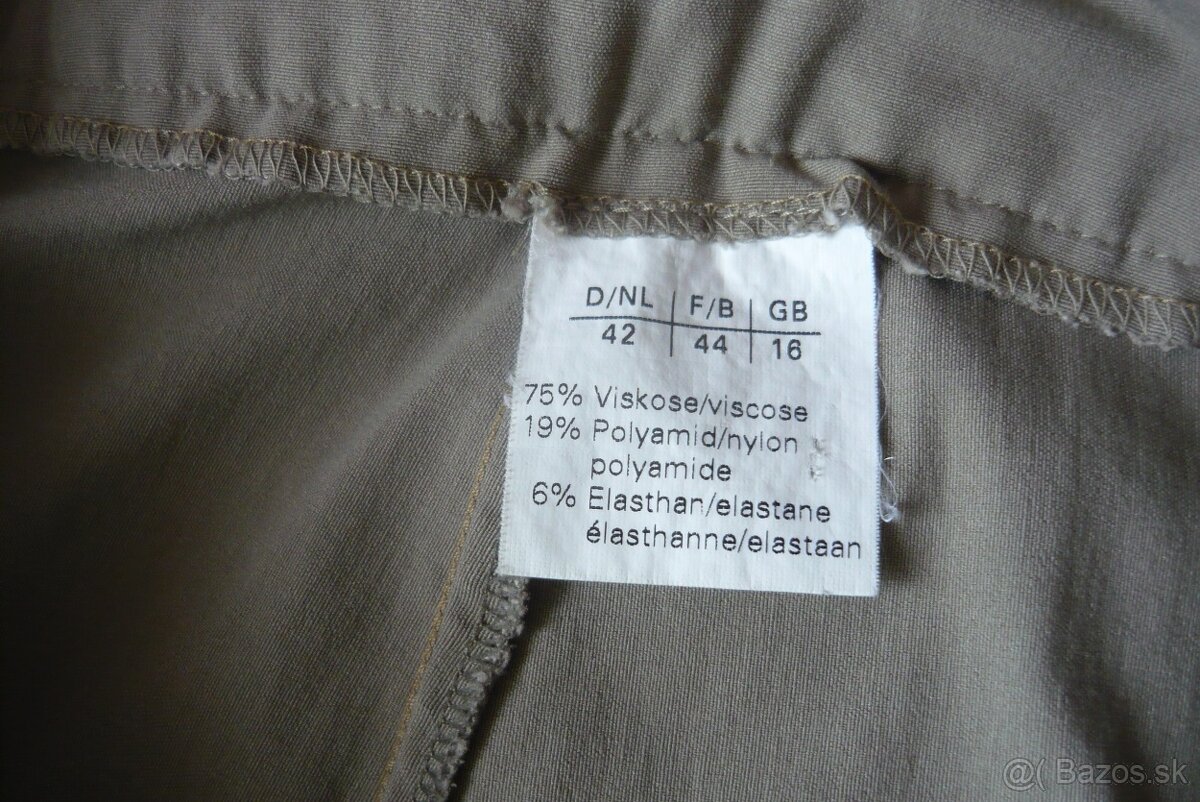 D/NL | F/B | GB
42 | 44 | 16
75% Viskose/viscose
19% Polyamid/nylon
polyamide
6% Elasthan/elastane
élasthanne/elastaan
@( Bazos.sk